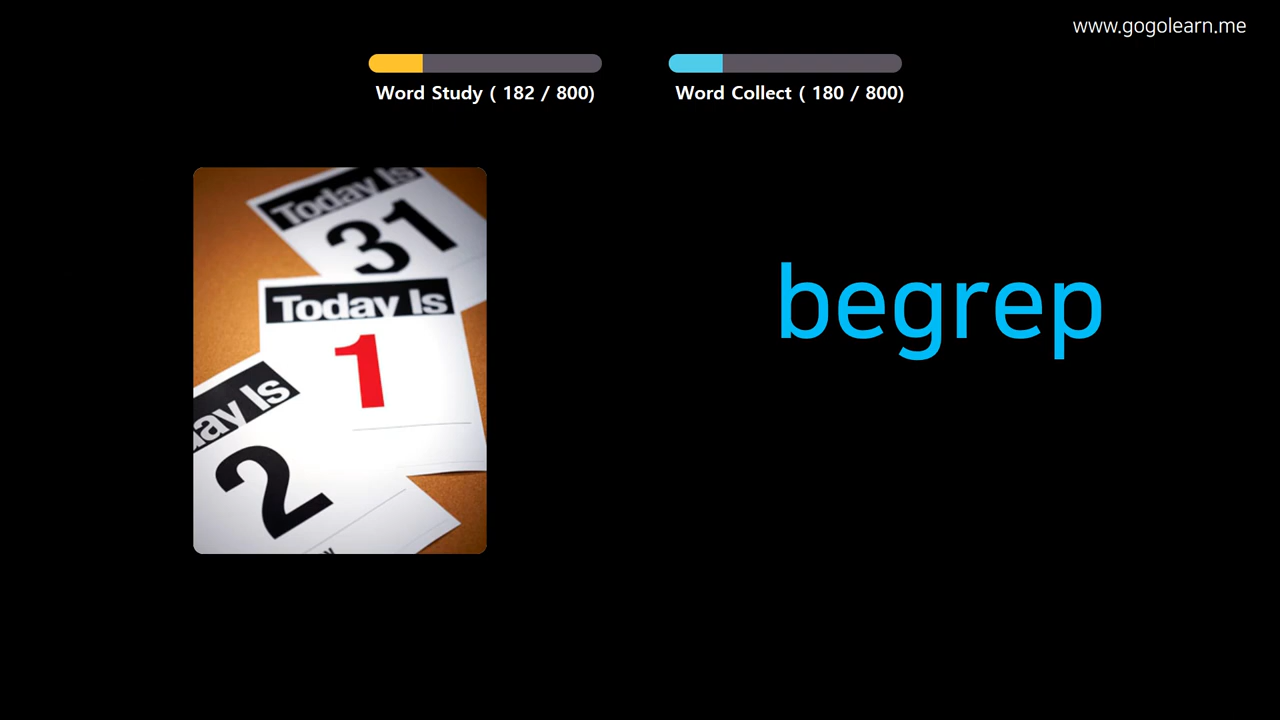 www.gogolearn.me
Word Study ( 182 / 800)
Word Collect ( 180 / 800)
Today Is
31
Today Is
1
day Is
2
begrep